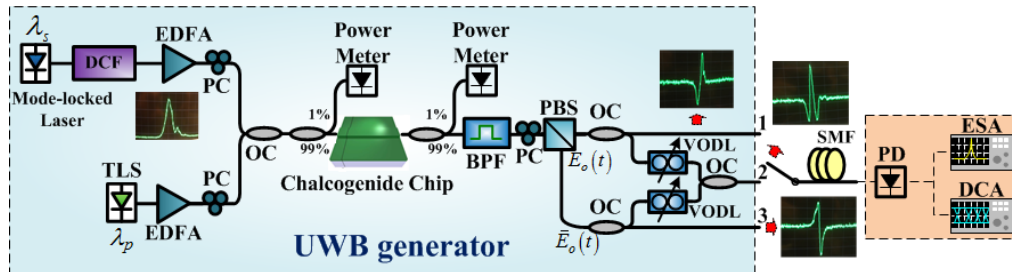 λs
EDFA
DCF
PC
Mode-locked
Laser
Power
Meter
Power
Meter
1%
99%
OC
1%
99%
Chalcogenide Chip
BPF
PC
PBS
OC
Eo(t)
VODL
OC
VODL
OC
Ēo(t)
1
2
3
SMF
PD
ESA
DCA
TLS
PC
λp
EDFA
UWB generator